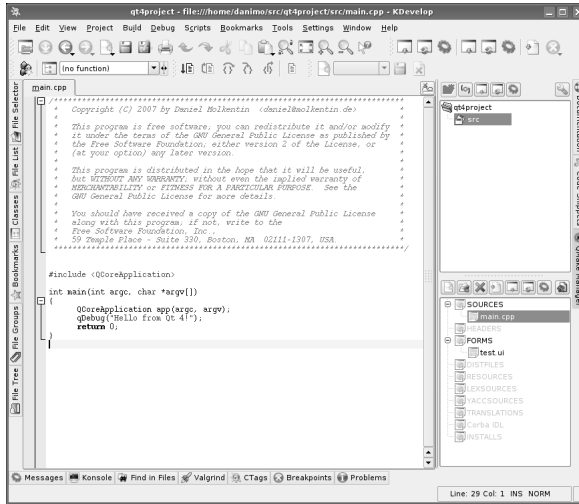 qt4project - file:///home/danimo/src/qt4project/src/main.cpp - KDevelop
File Edit View Project Build Debug Scripts Bookmarks Tools Settings Window Help
(no function)
File Selector
File List
Classes
Bookmarks
File Groups
File Tree
main.cpp
/************************************************************
* Copyright (C) 2007 by Daniel Molkentin <daniel@molkentin.de> *
* This program is free software; you can redistribute it and/or modify *
* it under the terms of the GNU General Public License as published by *
* the Free Software Foundation; either version 2 of the License, or *
* (at your option) any later version. *
* This program is distributed in the hope that it will be useful, *
* but WITHOUT ANY WARRANTY; without even the implied warranty of *
* MERCHANTABILITY or FITNESS FOR A PARTICULAR PURPOSE. See the *
* GNU General Public License for more details. *
* You should have received a copy of the GNU General Public License *
* along with this program; if not, write to the *
* Free Software Foundation, Inc., *
* 59 Temple Place - Suite 330, Boston, MA 02111-1307, USA. *
************************************************************/
#include <QCoreApplication>
int main(int argc, char *argv[])
{
QCoreApplication app(argc, argv);
qDebug("Hello from Qt 4!");
return 0;
}
qt4project
src
SOURCES
main.cpp
HEADERS
FORMS
test.ui
DISTFILES
RESOURCES
LEXSOURCES
YACCSOURCES
TRANSLATIONS
Corba IDL
INSTALLS
Code Snippets
QMake Manager
Messages Konsole Find in Files Valgrind CTags Breakpoints Problems
Line: 29 Col: 1 INS NORM